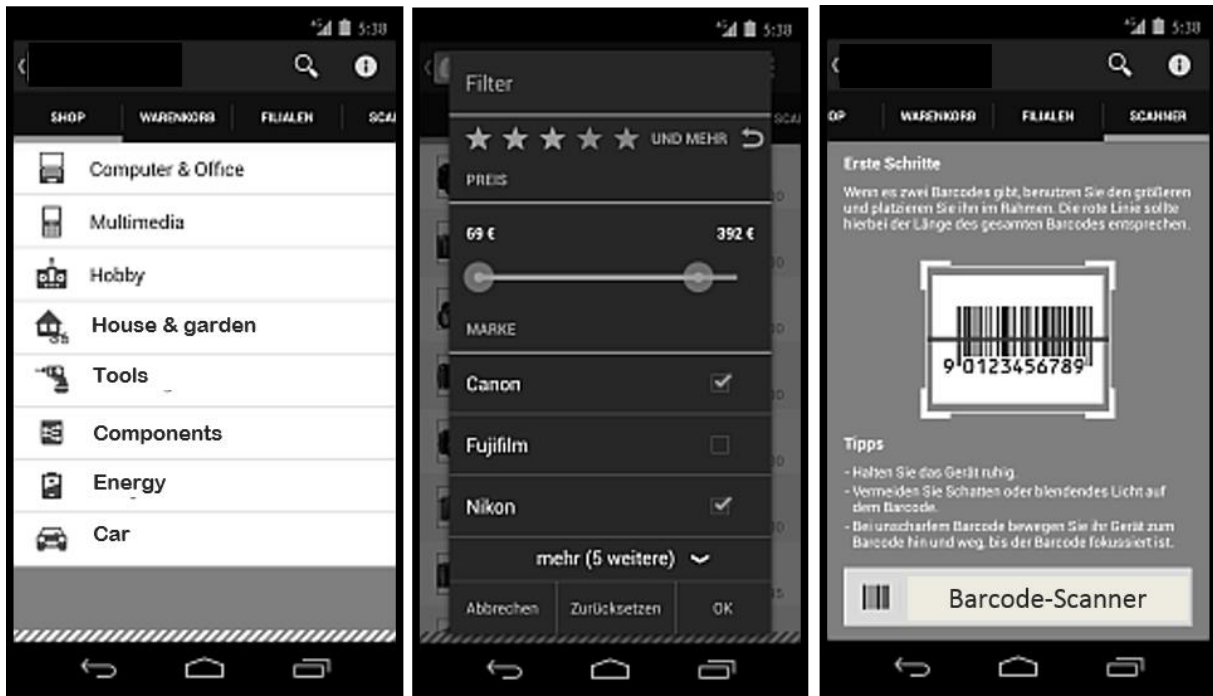 4G 5:38
SHOP WARENKORB FILIALEN SCA
Computer & Office
Multimedia
Hobby
House & garden
Tools
Components
Energy
Car
4G 5:38
Filter
UND MEHR
PREIS
69 € 392 €
MARKE
Canon
Fujifilm
Nikon
mehr (5 weitere)
Abbrechen Zurücksetzen OK
4G 5:38
OP WARENKORB FILIALEN SCANNER
Erste Schritte
Wenn es zwei Barcodes gibt, benutzen Sie den größeren
und platzieren Sie ihn im Rahmen. Die rote Linie sollte
hierbei der Länge des gesamten Barcodes entsprechen.
9 0123456789
Tipps
- Halten Sie das Gerät ruhig.
- Vermeiden Sie Schatten oder blendendes Licht auf
dem Barcode.
- Bei unscharfem Barcode bewegen Sie ihr Gerät zum
Barcode hin und weg, bis der Barcode fokussiert ist.
Barcode-Scanner